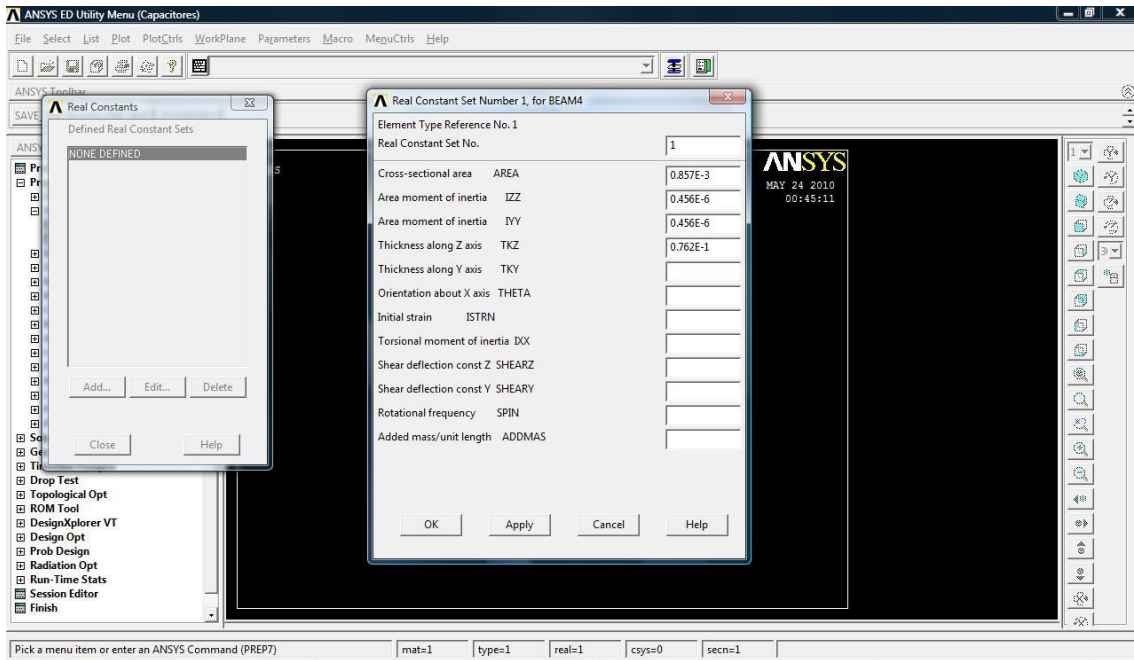 ANSYS ED Utility Menu (Capacitores)
File Select List Plot PlotCtrls WorkPlane Parameters Macro MenuCtrls Help
ANSYS Toolbar
SAVE
Real Constants
Defined Real Constant Sets
NONE DEFINED
Add... Edit... Delete
Close Help
Real Constant Set Number 1, for BEAM4
Element Type Reference No. 1
Real Constant Set No. 1
Cross-sectional area AREA 0.857E-3
Area moment of inertia IZZ 0.456E-6
Area moment of inertia IYY 0.456E-6
Thickness along Z axis TKZ 0.762E-1
Thickness along Y axis TKY
Orientation about X axis THETA
Initial strain ISTRN
Torsional moment of inertia IXX
Shear deflection const Z SHEARZ
Shear deflection const Y SHEARY
Rotational frequency SPIN
Added mass/unit length ADDMAS
OK Apply Cancel Help
ANSYS
MAY 24 2010
00:45:11
1
3
Drop Test
Topological Opt
ROM Tool
DesignXplorer VT
Design Opt
Prob Design
Radiation Opt
Run-Time Stats
Session Editor
Finish
Pick a menu item or enter an ANSYS Command (PREP7) mat=1 type=1 real=1 csys=0 secn=1